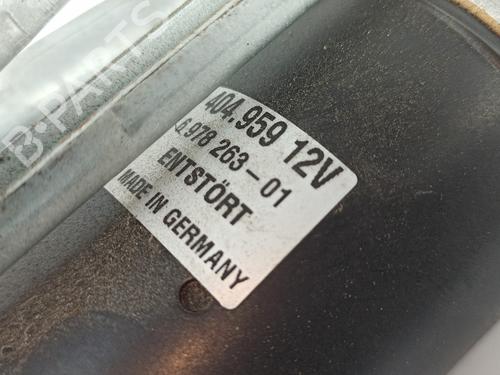 B-PARTS
404.959 12V
6 978 263-01
ENTSTÖRT
MADE IN GERMANY